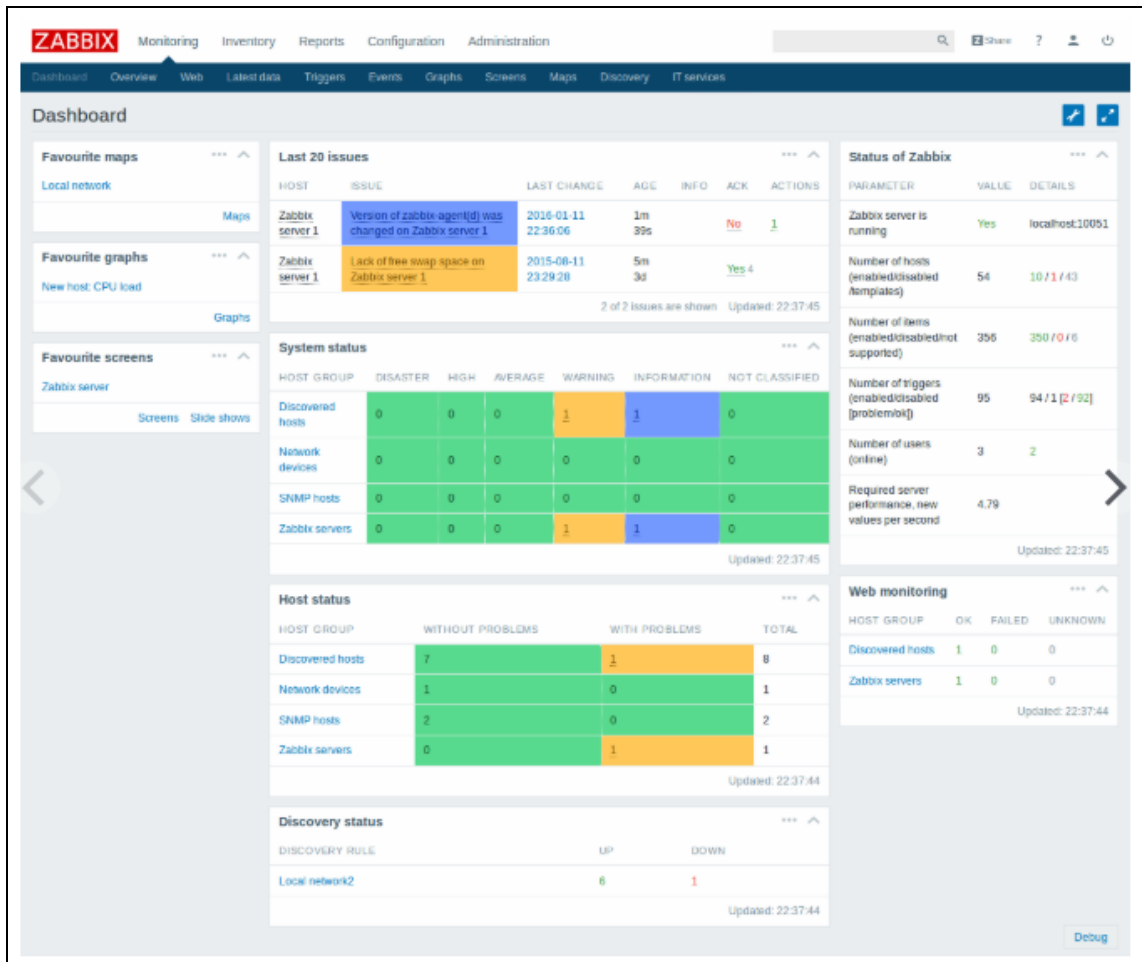 ZABBIX Monitoring Inventory Reports Configuration Administration Z Share ?
Dashboard Overview Web Latest data Triggers Events Graphs Screens Maps Discovery IT services
Dashboard
Favourite maps
Local network
Maps
Favourite graphs
New host: CPU load
Graphs
Favourite screens
Zabbix server
Screens Slide shows
Last 20 issues
HOST ISSUE LAST CHANGE AGE INFO ACK ACTIONS
Zabbix Version of zabbix-agent(d) was 2016-01-11 1m
server 1 changed on Zabbix server 1 22:36:06 39s No 1
Zabbix Lack of free swap space on 2015-08-11 5m
server 1 Zabbix server 1 23:29:28 3d Yes 4
2 of 2 issues are shown Updated: 22:37:45
System status
HOST GROUP DISASTER HIGH AVERAGE WARNING INFORMATION NOT CLASSIFIED
Discovered
hosts 0 0 0 1 1 0
Network
devices 0 0 0 0 0 0
SNMP hosts 0 0 0 0 0 0
Zabbix servers 0 0 0 1 1 0
Updated: 22:37:45
Host status
HOST GROUP WITHOUT PROBLEMS WITH PROBLEMS TOTAL
Discovered hosts 7 1 8
Network devices 1 0 1
SNMP hosts 2 0 2
Zabbix servers 0 1 1
Updated: 22:37:44
Discovery status
DISCOVERY RULE UP DOWN
Local network2 6 1
Updated: 22:37:44
Status of Zabbix
PARAMETER VALUE DETAILS
Zabbix server is
running Yes localhost:10051
Number of hosts
(enabled/disabled 54 10 / 1 / 43
/templates)
Number of items
(enabled/disabled/not 356 350 / 0 / 6
supported)
Number of triggers
(enabled/disabled 95 94 / 1 [2 / 92]
[problem/ok])
Number of users
(online) 3 2
Required server
performance, new 4.79
values per second
Updated: 22:37:45
Web monitoring
HOST GROUP OK FAILED UNKNOWN
Discovered hosts 1 0 0
Zabbix servers 1 0 0
Updated: 22:37:44
Debug